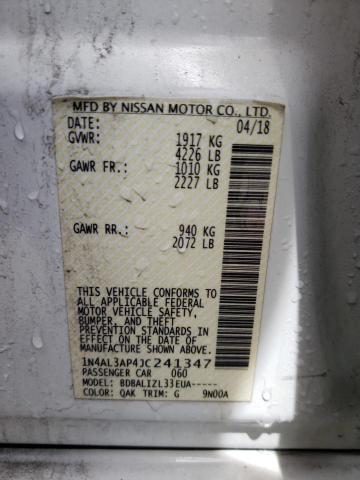 MFD BY NISSAN MOTOR CO., LTD.
DATE: 04/18
GVWR: 1917 KG
4226 LB
GAWR FR.: 1010 KG
2227 LB
GAWR RR.: 940 KG
2072 LB
THIS VEHICLE CONFORMS TO
ALL APPLICABLE FEDERAL
MOTOR VEHICLE SAFETY,
BUMPER, AND THEFT
PREVENTION STANDARDS IN
EFFECT ON THE DATE OF
MANUFACTURE SHOWN ABOVE.
1N4AL3AP4JC241347
PASSENGER CAR 060
MODEL: BDBALIZL33EUA-----
COLOR: QAK TRIM: G 9N00A